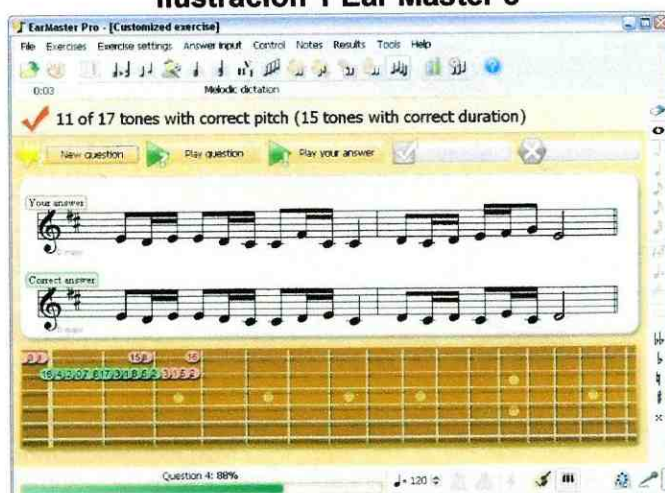 Ilustración 1 Ear Master 5
EarMaster Pro - [Customized exercise]
File Exercises Exercise settings Answer input Control Notes Results Tools Help
0:03 Melodic dictation
11 of 17 tones with correct pitch (15 tones with correct duration)
New question Play question Play your answer
Your answer
D major
Correct answer
D major
Question 4: 88%
= 120